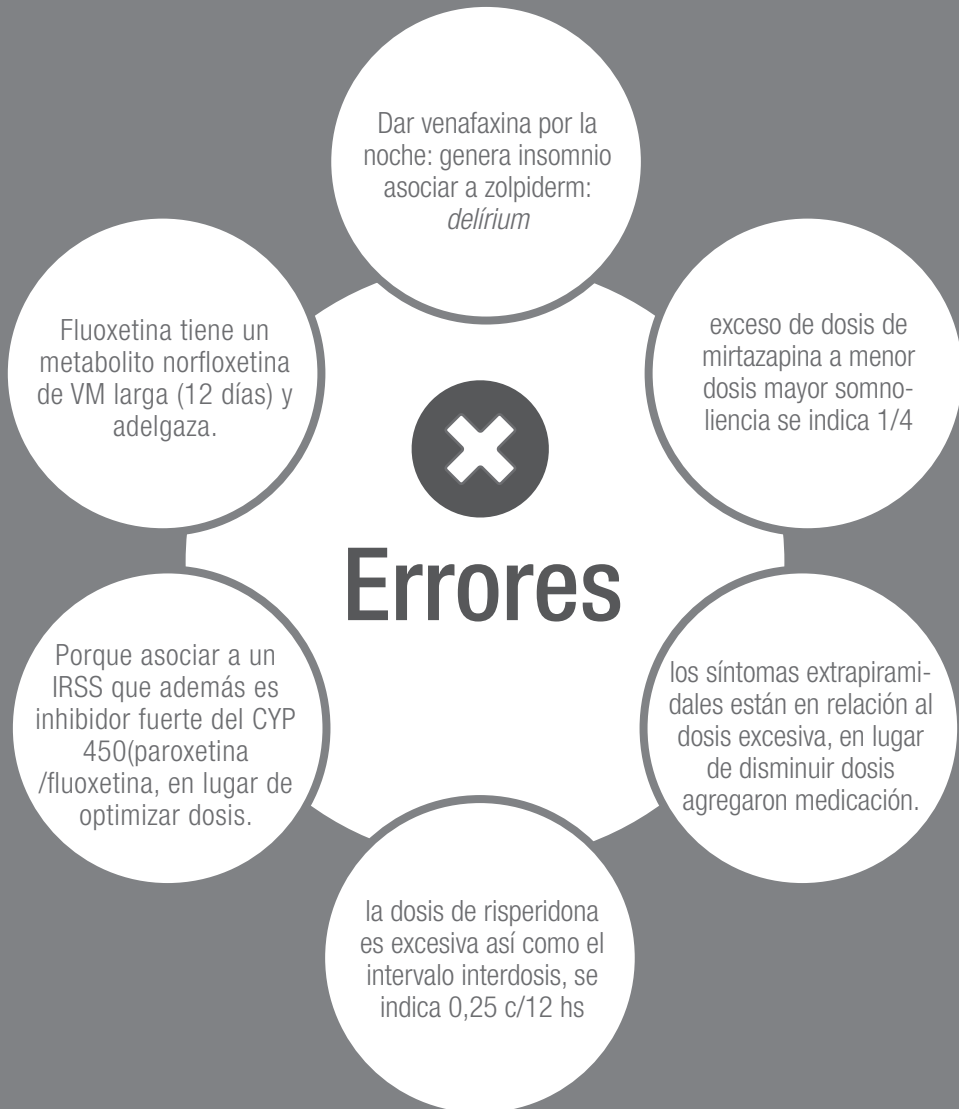 Dar venafaxina por la
noche: genera insomnio
asociar a zolpiderm:
delírium
exceso de dosis de
mirtazapina a menor
dosis mayor somno-
liencia se indica 1/4
los síntomas extrapirami-
dales están en relación al
dosis excesiva, en lugar
de disminuir dosis
agregaron medicación.
la dosis de risperidona
es excesiva así como el
intervalo interdosis, se
indica 0,25 c/12 hs
Porque asociar a un
IRSS que además es
inhibidor fuerte del CYP
450(paroxetina
/fluoxetina, en lugar de
optimizar dosis.
Fluoxetina tiene un
metabolito norfloxetina
de VM larga (12 días) y
adelgaza.
Errores